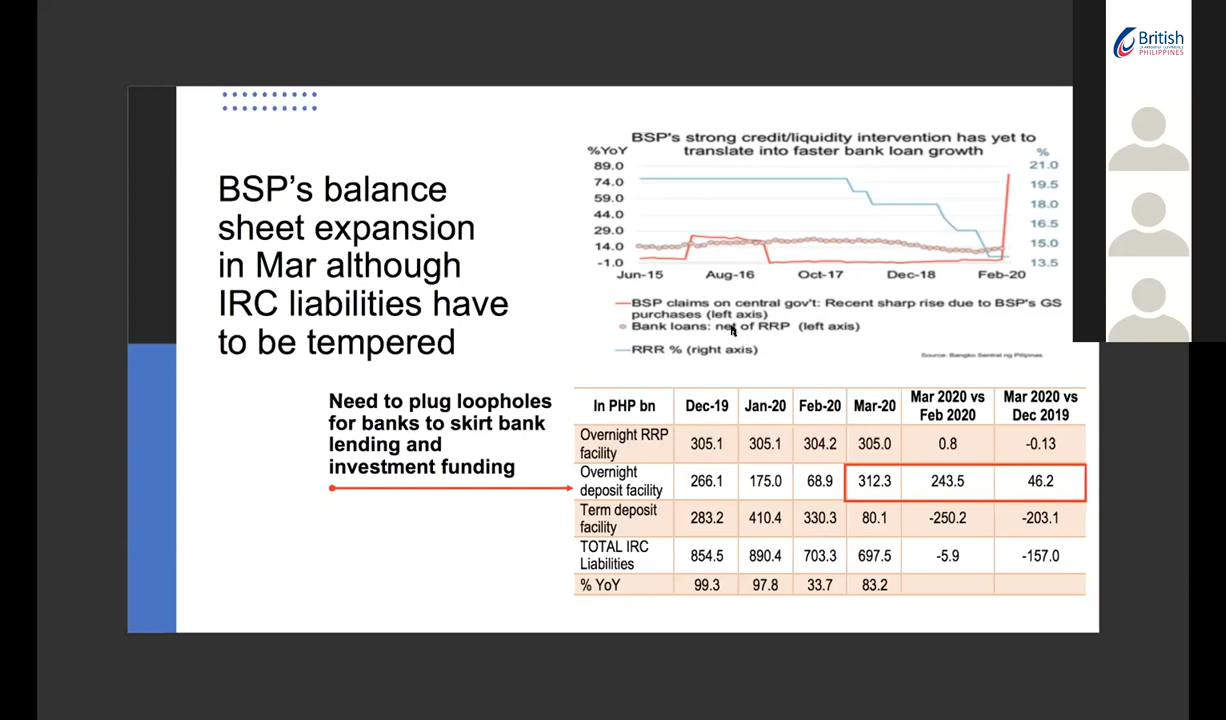 British
PHILIPPINES
BSP's balance
sheet expansion
in Mar although
IRC liabilities have
to be tempered
BSP's strong credit/liquidity intervention has yet to
translate into faster bank loan growth
%YoY
%
89.0
74.0
59.0
44.0
29.0
14.0
-1.0
21.0
19.5
18.0
16.5
15.0
13.5
Jun-15 Aug-16 Oct-17 Dec-18 Feb-20
BSP claims on central gov't: Recent sharp rise due to BSP's GS
purchases (left axis)
Bank loans: net of RRP (left axis)
RRR % (right axis)
Source: Bangko Sentral ng Pilipinas
Need to plug loopholes
for banks to skirt bank
lending and
investment funding
In PHP bn Dec-19 Jan-20 Feb-20 Mar-20 Mar 2020 vs Feb 2020 Mar 2020 vs Dec 2019
Overnight RRP facility 305.1 305.1 304.2 305.0 0.8 -0.13
Overnight deposit facility 266.1 175.0 68.9 312.3 243.5 46.2
Term deposit facility 283.2 410.4 330.3 80.1 -250.2 -203.1
TOTAL IRC Liabilities 854.5 890.4 703.3 697.5 -5.9 -157.0
% YoY 99.3 97.8 33.7 83.2